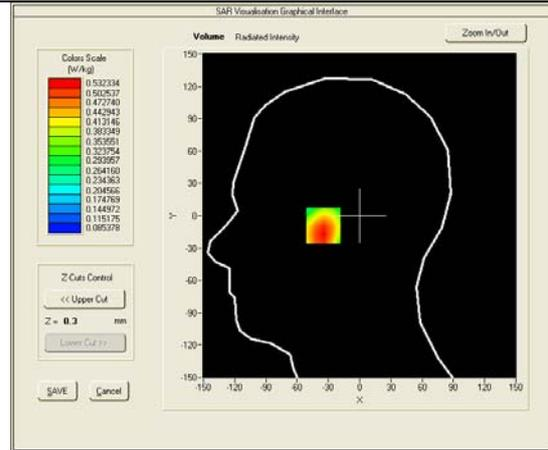 SAR Visualisation Graphical Interface
Volume Radiated Intensity
Zoom In/Out
Colors Scale
(W/kg)
0.532334
0.502537
0.472740
0.442943
0.413146
0.383349
0.353551
0.323754
0.293957
0.264160
0.234363
0.204566
0.174769
0.144972
0.115175
0.085378
Z Cuts Control
<< Upper Cut
Z = 0.3 mm
Lower Cut >>
SAVE Cancel
150
120
90
60
30
0
-30
-60
-90
-120
-150
Y
-150 -120 -90 -60 -30 0 30 60 90 120 150
X